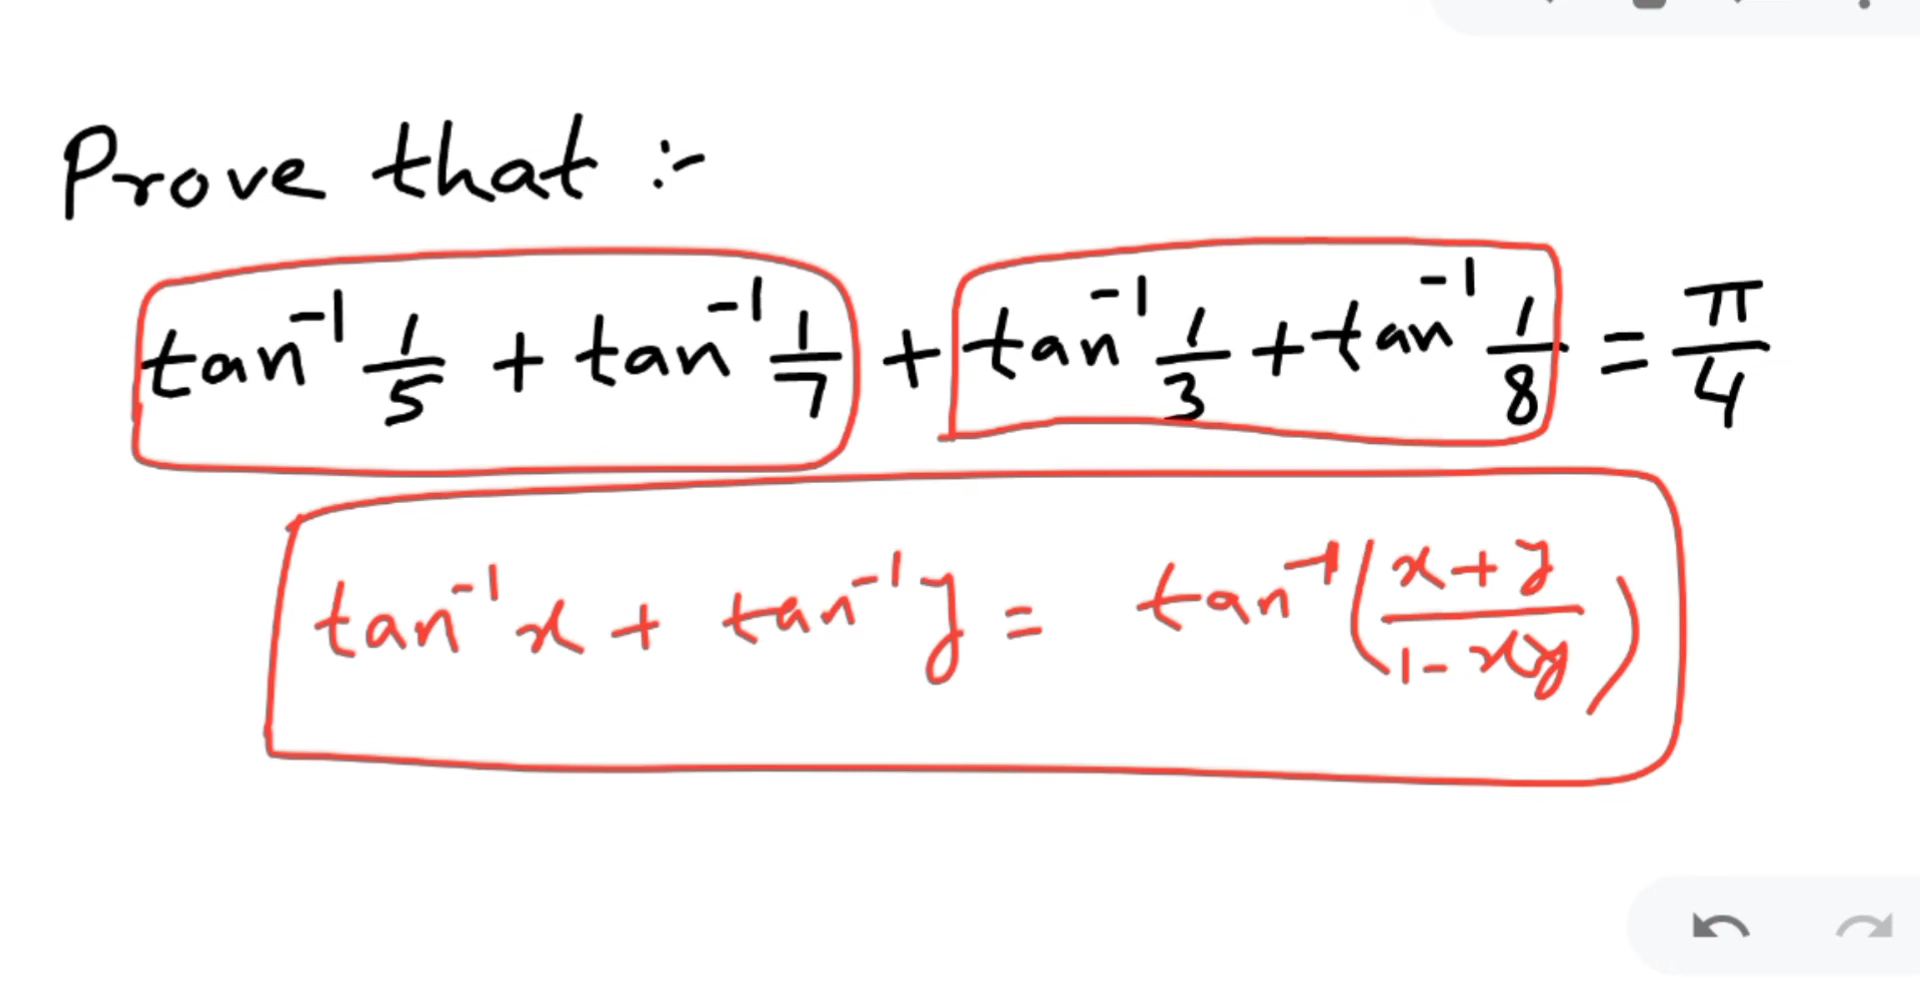 Prove that :-
tan⁻¹ 1/5 + tan⁻¹ 1/7 + tan⁻¹ 1/3 + tan⁻¹ 1/8 = π/4
tan⁻¹x + tan⁻¹y = tan⁻¹(x+y/1-xy)